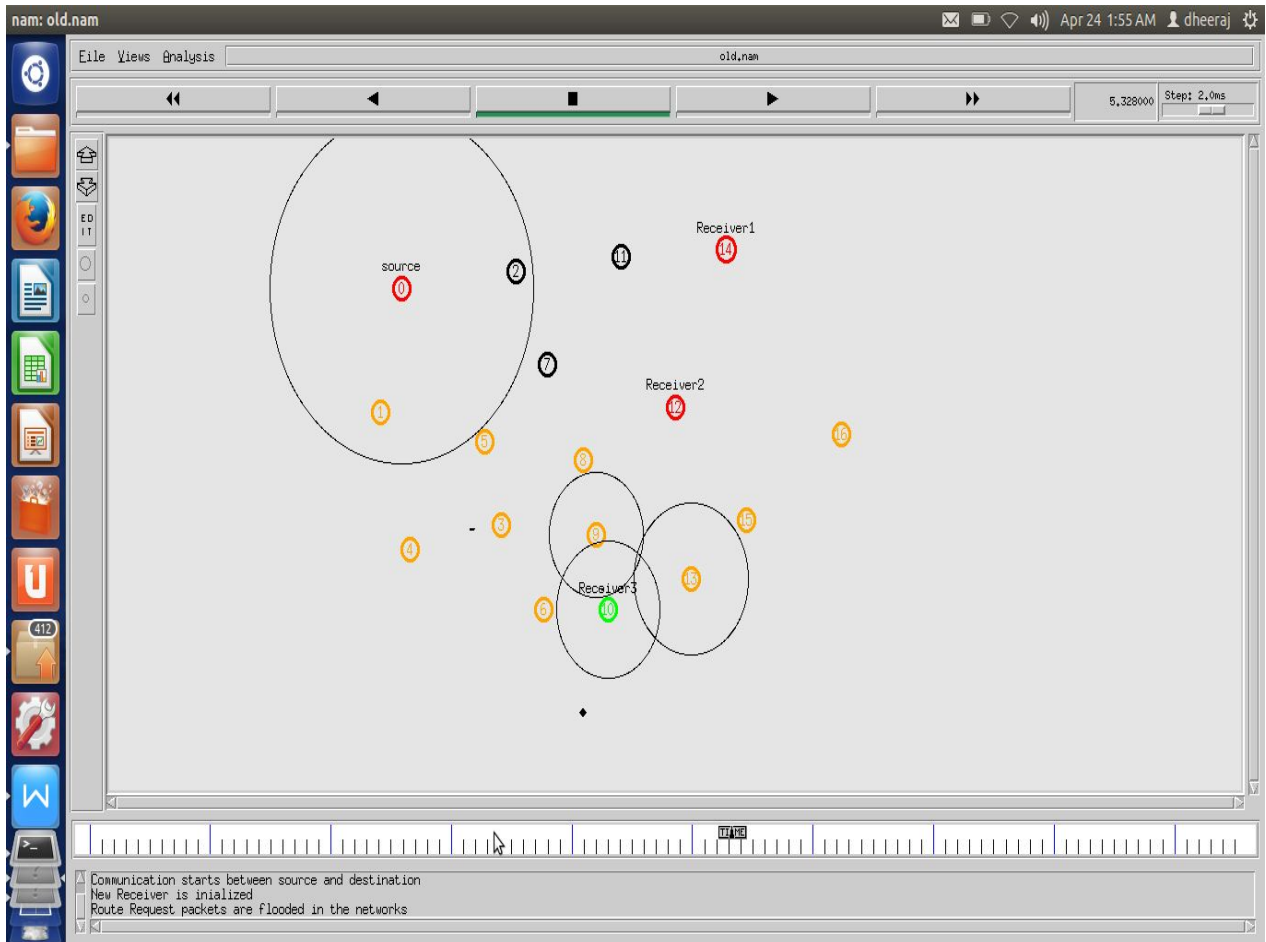 nam: old.nam
Apr 24 1:55 AM dheeraj
File Views Analysis
old.nam
5.328000
Step: 2.0ms
ED
IT
Receiver1
14
11
source
2
0
7
Receiver2
12
1
16
5
8
15
3
9
4
13
Receiver3
6
10
412
TIME
Communication starts between source and destination
New Receiver is inialized
Route Request packets are flooded in the networks